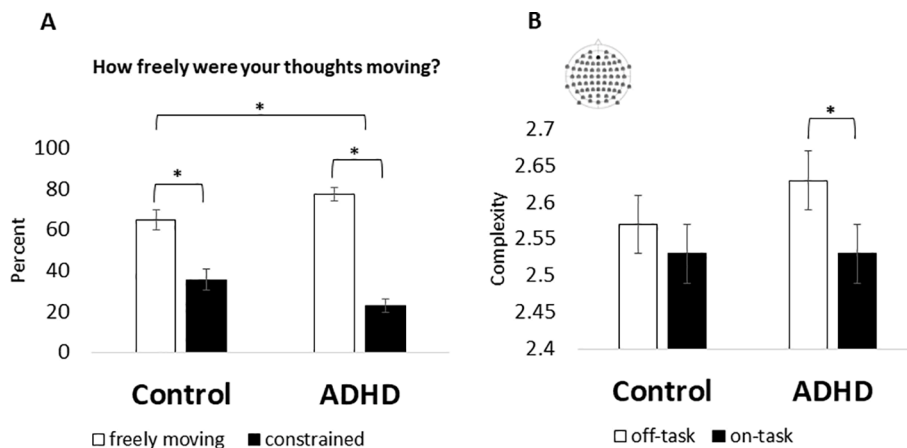 A
How freely were your thoughts moving?
*
*
*
100
80
60
40
20
0
Percent
Control
ADHD
freely moving
constrained
B
*
2.7
2.65
2.6
2.55
2.5
2.45
2.4
Complexity
Control
ADHD
off-task
on-task